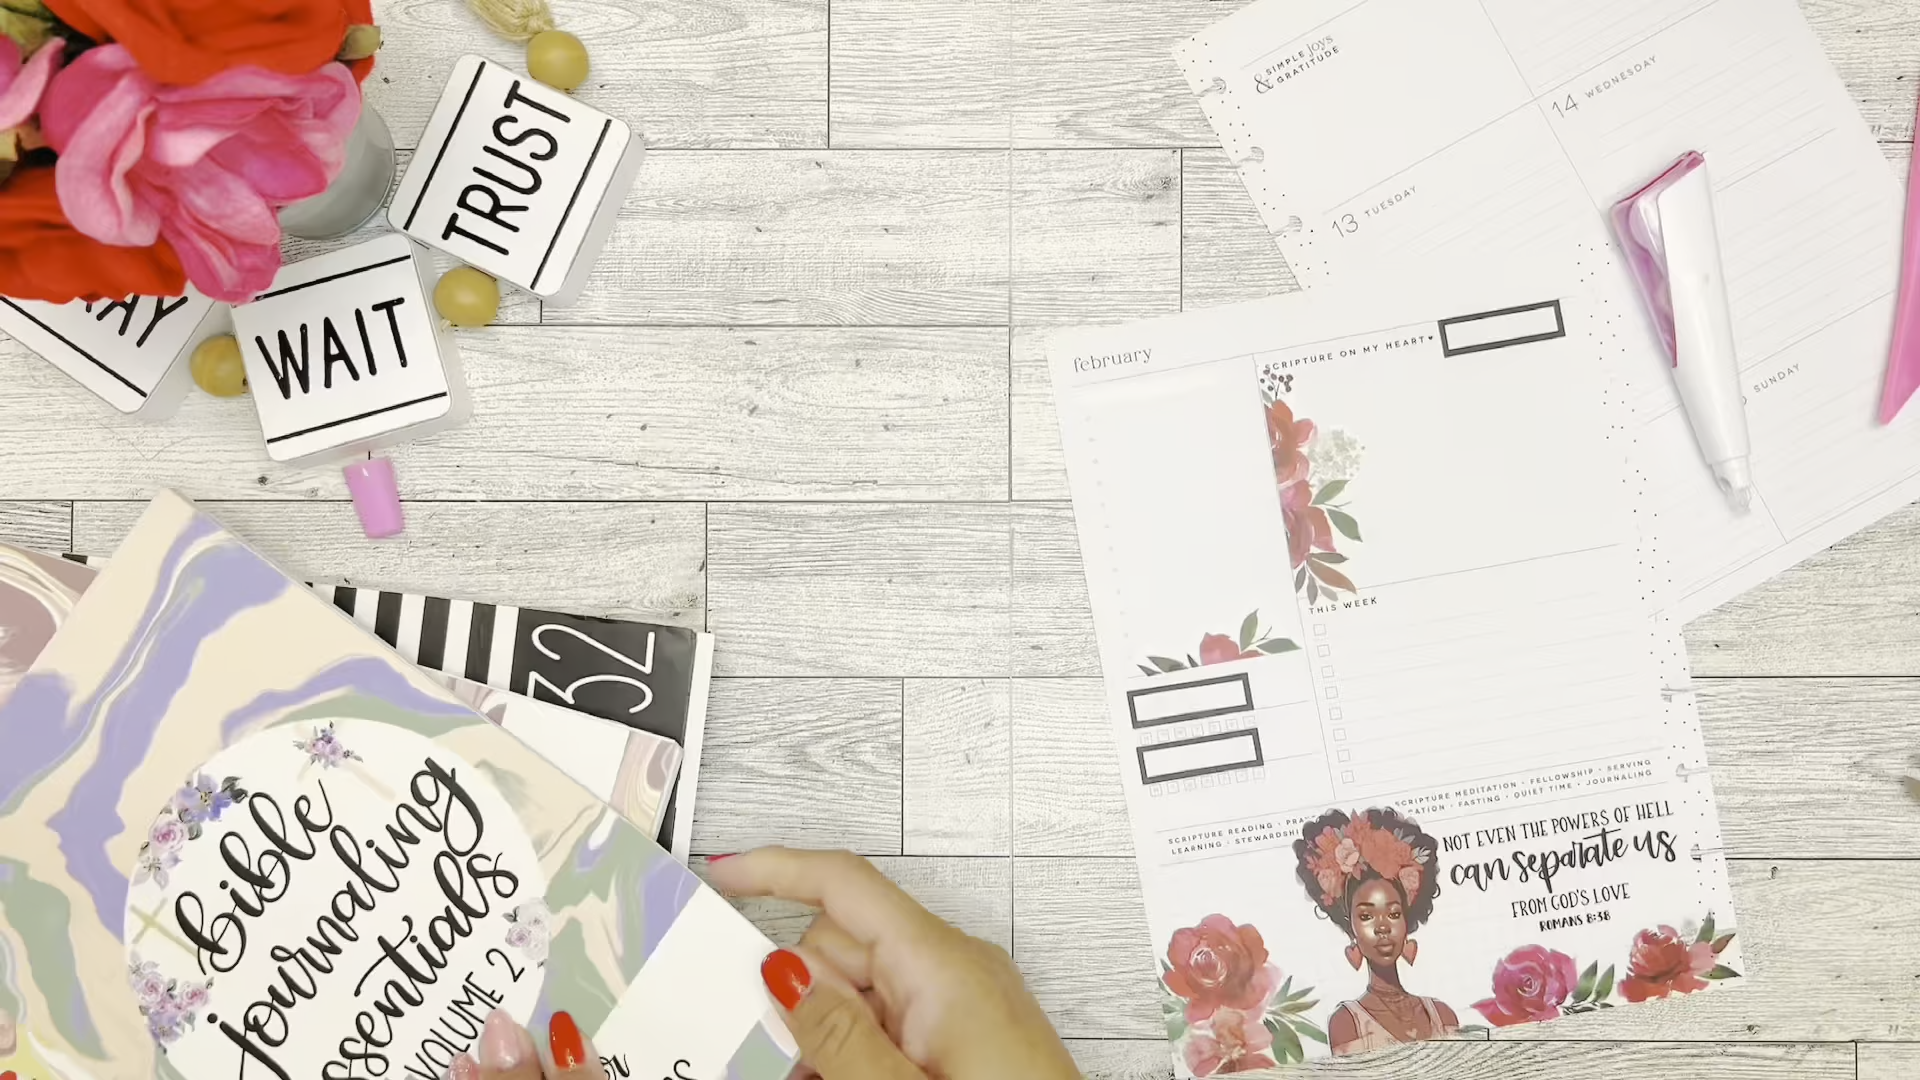 TRUST
WAIT
32
bible
journaling
VOLUME 2
SIMPLE joys
& GRATITUDE
13 TUESDAY
14 WEDNESDAY
SUNDAY
february
SCRIPTURE ON MY HEART
THIS WEEK
SCRIPTURE MEDITATION • FELLOWSHIP • SERVING
FASTING • QUIET TIME • JOURNALING
SCRIPTURE READING
LEARNING
NOT EVEN THE POWERS OF HELL
can separate us
FROM GOD'S LOVE
ROMANS 8:38